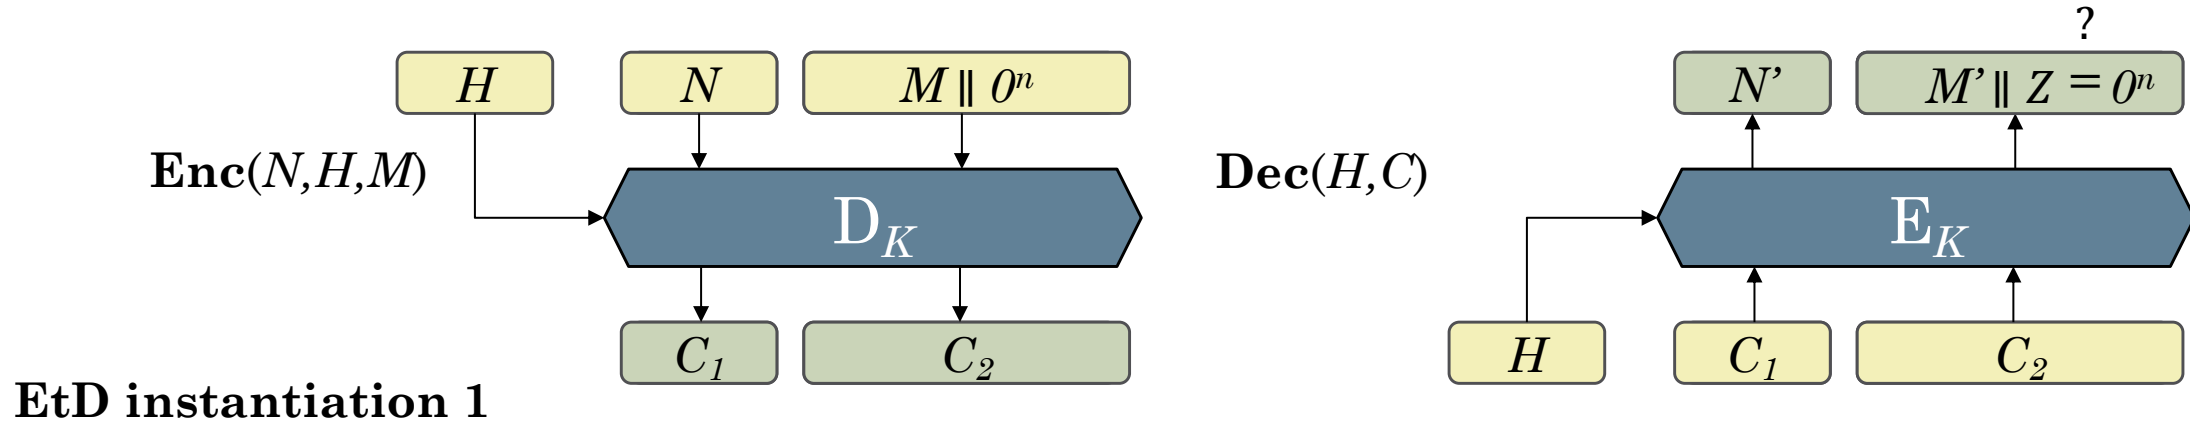 ?
H N M ‖ 0ⁿ N’ M’ ‖ Z = 0ⁿ
Enc(N,H,M) Dec(H,C)
D_K E_K
C₁ C₂ H C₁ C₂
EtD instantiation 1